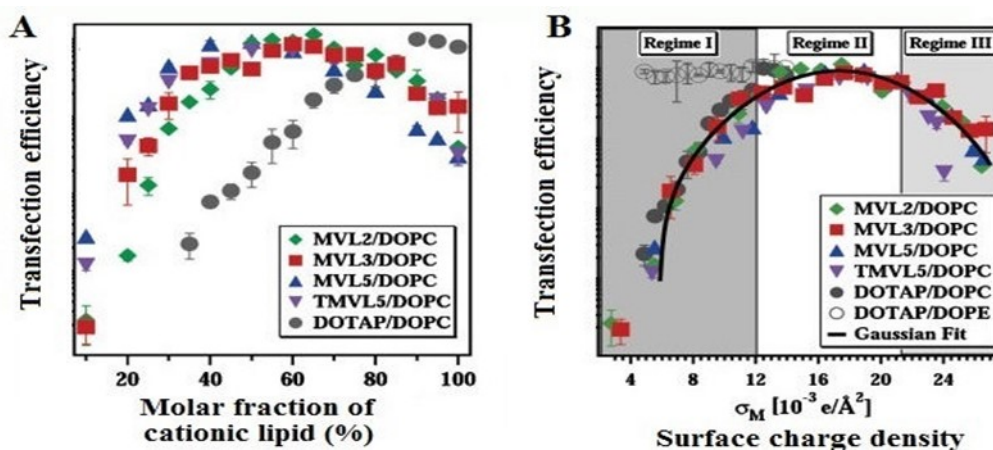 A
Transfection efficiency
MVL2/DOPC
MVL3/DOPC
MVL5/DOPC
TMVL5/DOPC
DOTAP/DOPC
20 40 60 80 100
Molar fraction of
cationic lipid (%)
B
Transfection efficiency
Regime I Regime II Regime III
MVL2/DOPC
MVL3/DOPC
MVL5/DOPC
TMVL5/DOPC
DOTAP/DOPC
DOTAP/DOPE
Gaussian Fit
4 8 12 16 20 24
σM [10⁻³ e/Å²]
Surface charge density